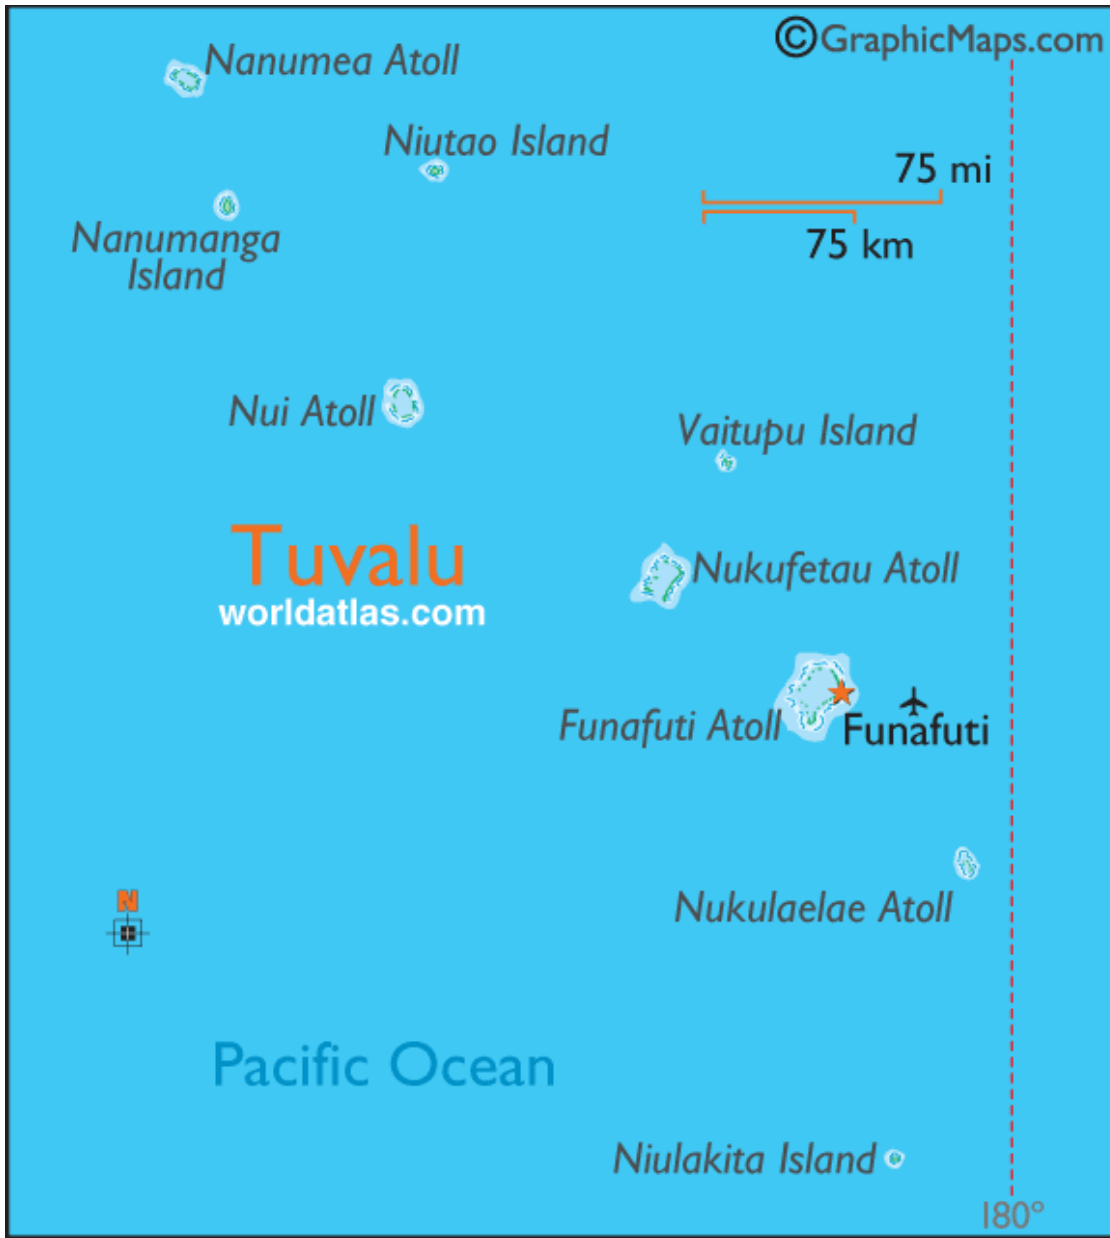 ©GraphicMaps.com
Nanumea Atoll
Niutao Island
75 mi
75 km
Nanumanga
Island
Nui Atoll
Vaitupu Island
Tuvalu
worldatlas.com
Nukufetau Atoll
Funafuti Atoll
Funafuti
N
Nukulaelae Atoll
Pacific Ocean
Niulakita Island
180°